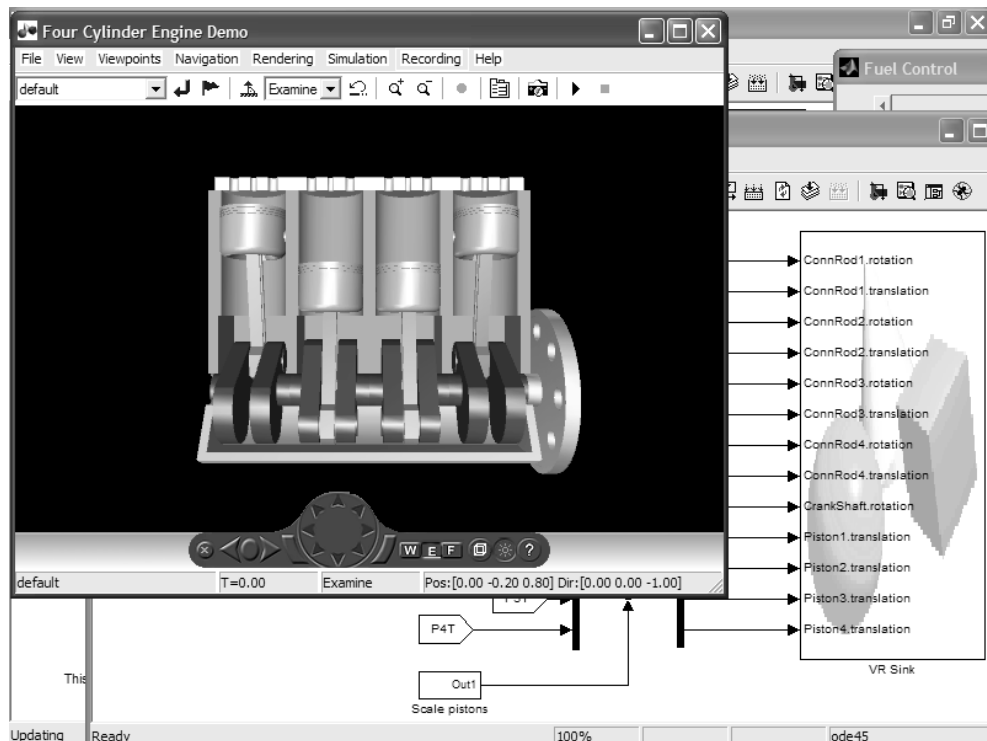 Four Cylinder Engine Demo
File View Viewpoints Navigation Rendering Simulation Recording Help
default Examine
Fuel Control
ConnRod1.rotation
ConnRod1.translation
ConnRod2.rotation
ConnRod2.translation
ConnRod3.rotation
ConnRod3.translation
ConnRod4.rotation
ConnRod4.translation
CrankShaft.rotation
Piston1.translation
Piston2.translation
Piston3.translation
Piston4.translation
VR Sink
W E F ?
default T=0.00 Examine Pos:[0.00 -0.20 0.80] Dir:[0.00 0.00 -1.00]
P4T
This
Out1
Scale pistons
Updating Ready 100% ode45